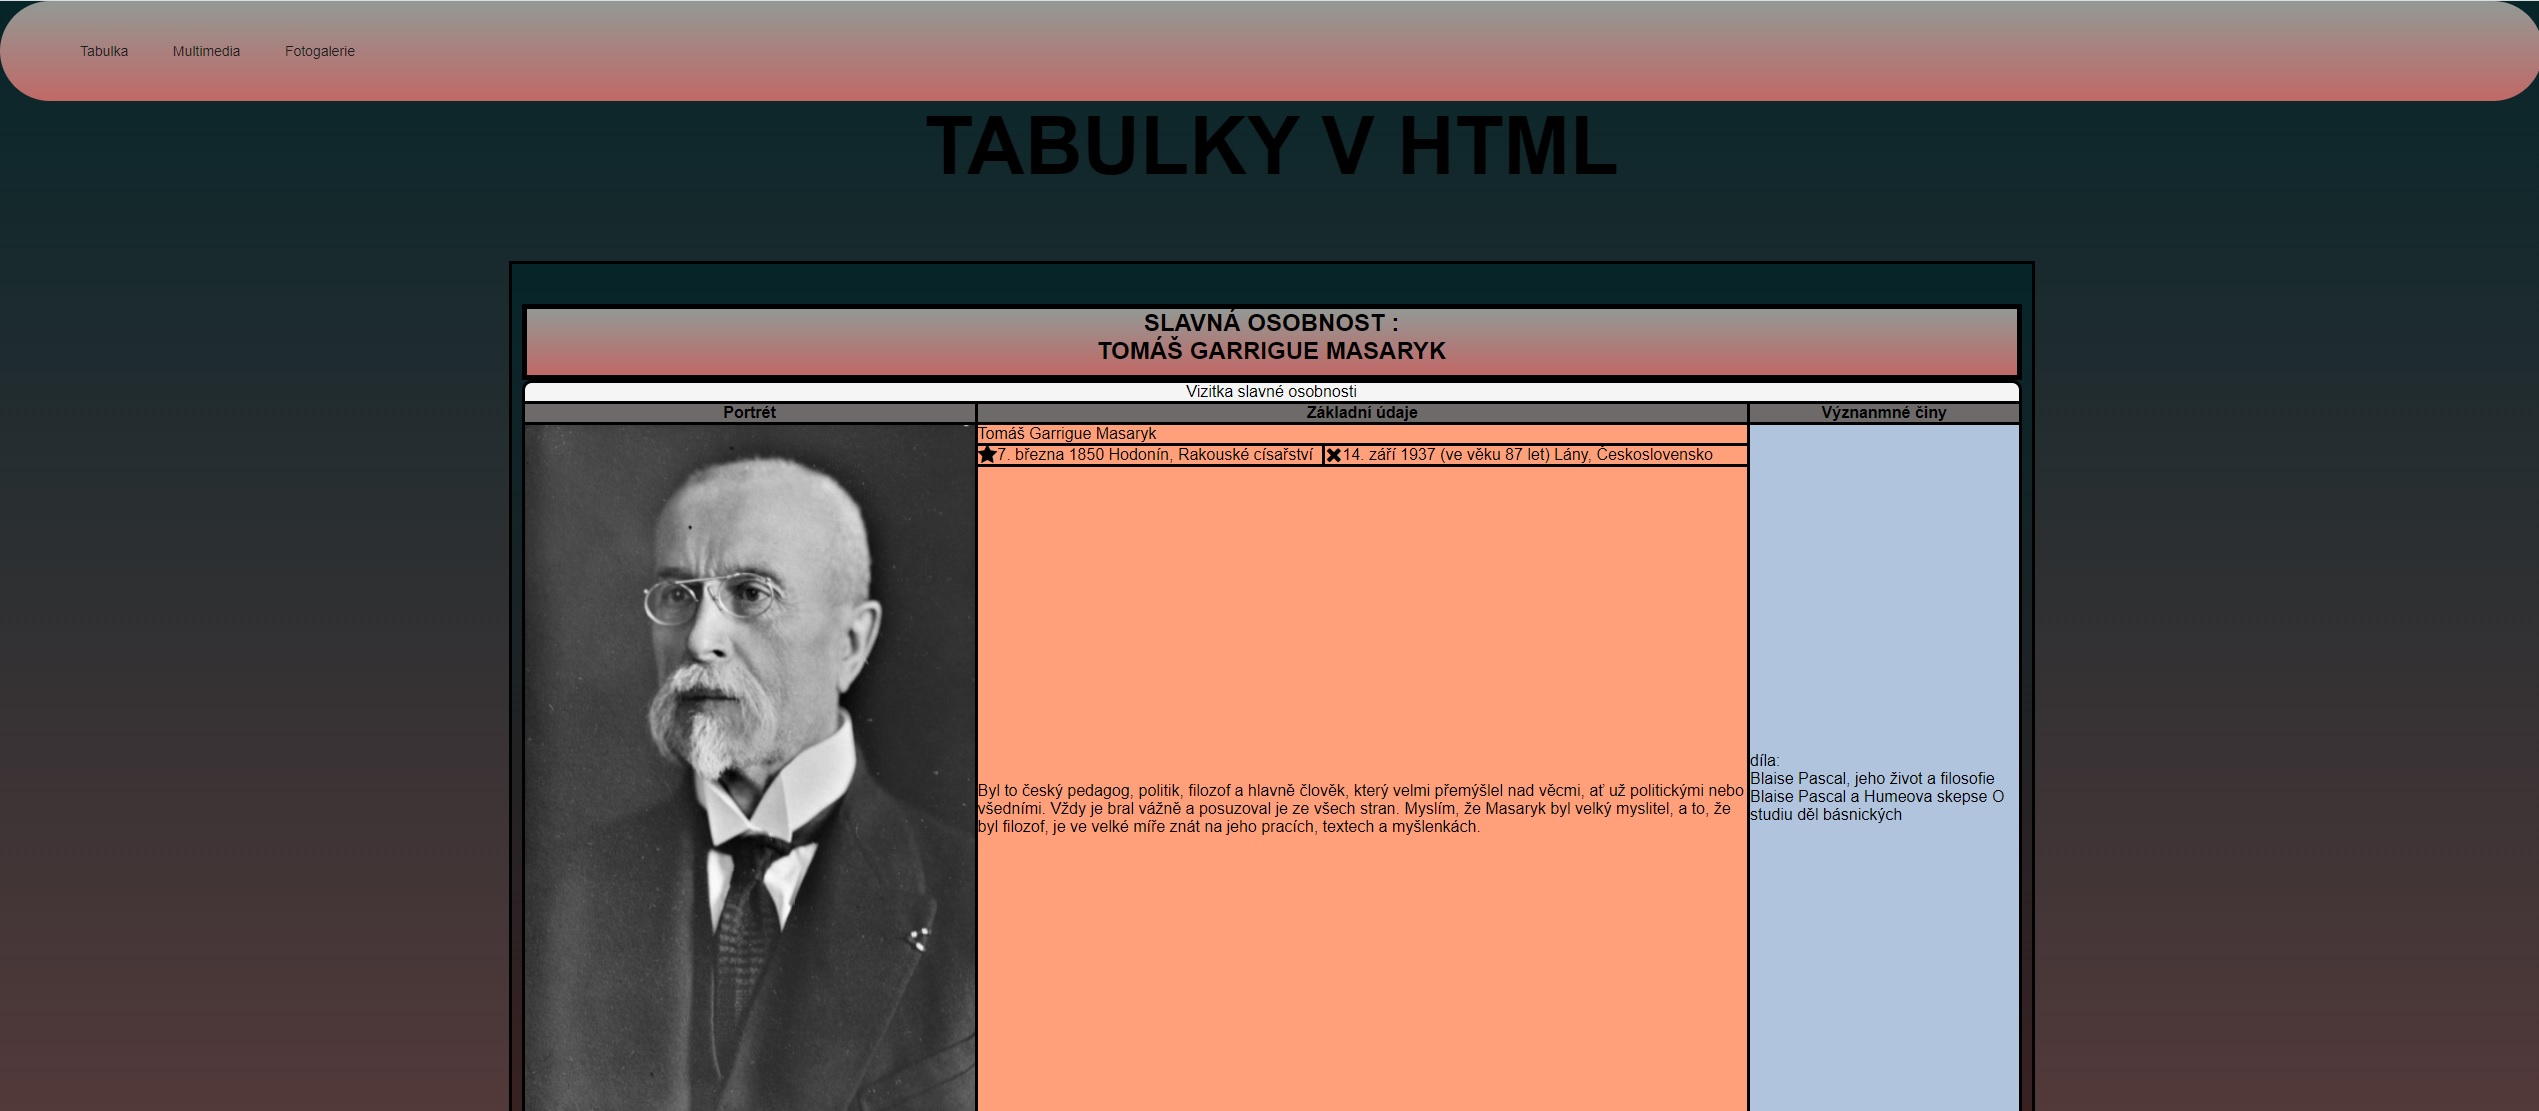 Tabulka Multimedia Fotogalerie
TABULKY V HTML
SLAVNÁ OSOBNOST :
TOMÁŠ GARRIGUE MASARYK
Vizitka slavné osobnosti
Portrét Základní údaje Význanmné činy
Tomáš Garrigue Masaryk
7. března 1850 Hodonín, Rakouské císařství 14. září 1937 (ve věku 87 let) Lány, Československo
Byl to český pedagog, politik, filozof a hlavně člověk, který velmi přemýšlel nad věcmi, ať už politickými nebo
všedními. Vždy je bral vážně a posuzoval je ze všech stran. Myslím, že Masaryk byl velký myslitel, a to, že
byl filozof, je ve velké míře znát na jeho pracích, textech a myšlenkách.
díla:
Blaise Pascal, jeho život a filosofie
Blaise Pascal a Humeova skepse O
studiu děl básnických